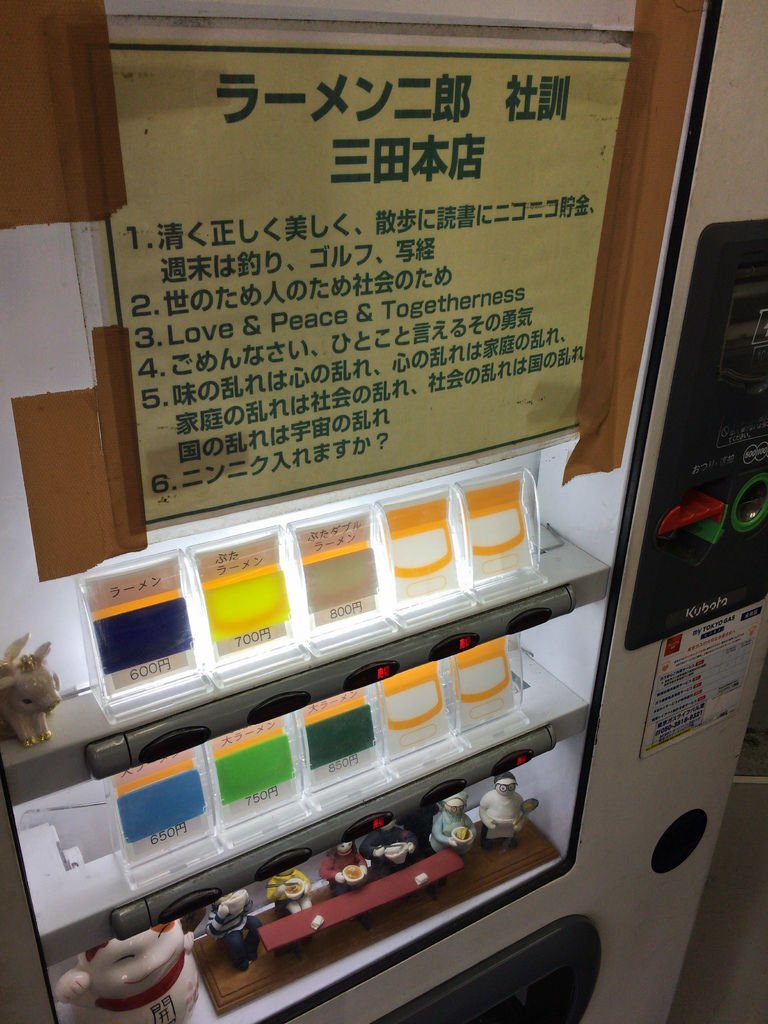 ラーメン二郎　社訓
三田本店
1.清く正しく美しく、散歩に読書にニコニコ貯金、
週末は釣り、ゴルフ、写経
2.世のため人のため社会のため
3.Love & Peace & Togetherness
4.ごめんなさい、ひとこと言えるその勇気
5.味の乱れは心の乱れ、心の乱れは家庭の乱れ、
家庭の乱れは社会の乱れ、社会の乱れは国の乱れ
国の乱れは宇宙の乱れ
6.ニンニク入れますか?
ラーメン
600円
ぶた
ラーメン
700円
ぶたダブル
ラーメン
800円
650円
大ラーメン
750円
大ラーメン
850円
おつり・返却
Kubota
my TOKYO GAS
開